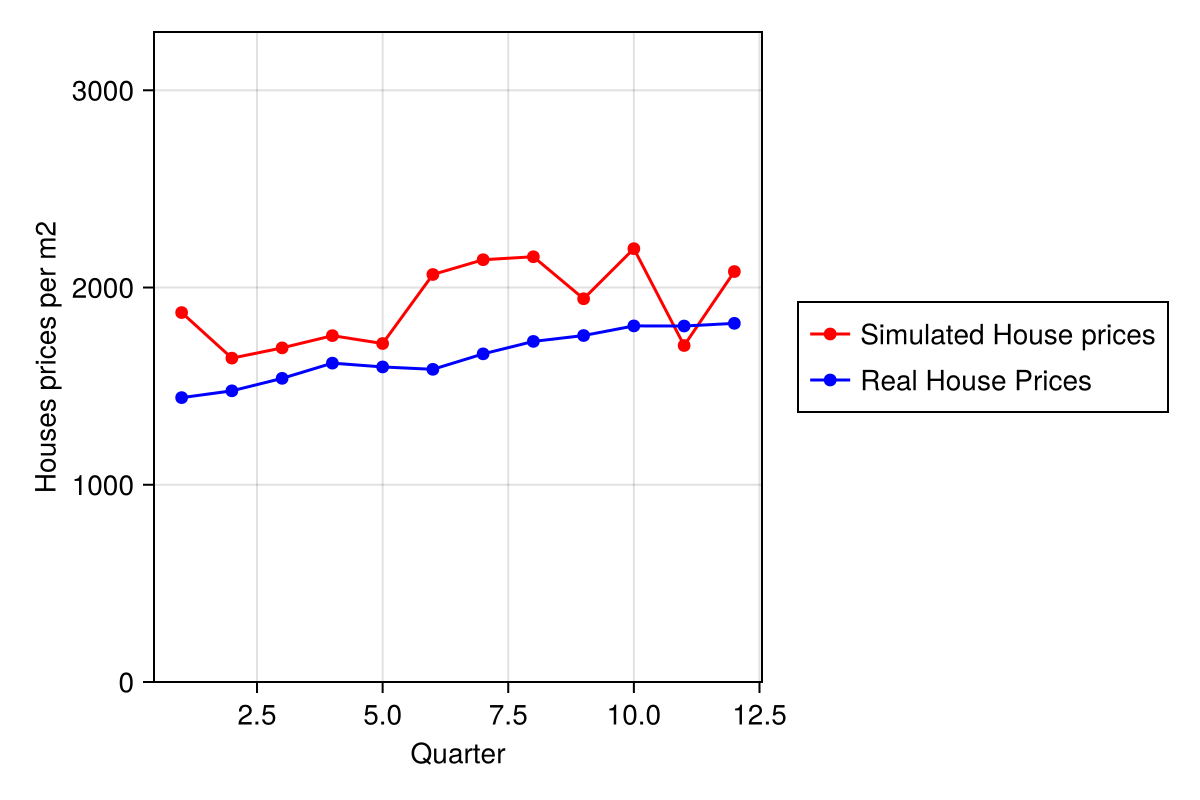 3000
2000
1000
0
Houses prices per m2
2.5 5.0 7.5 10.0 12.5
Quarter
Simulated House prices
Real House Prices